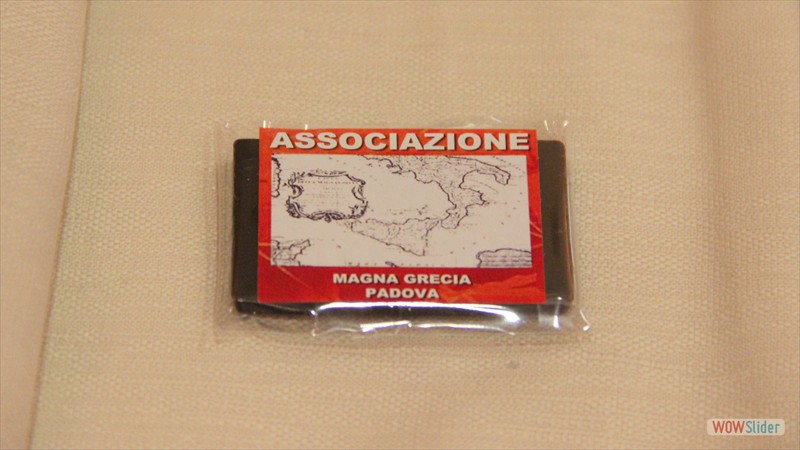 ASSOCIAZIONE
MAGNA GRECIA
PADOVA
WOWSlider